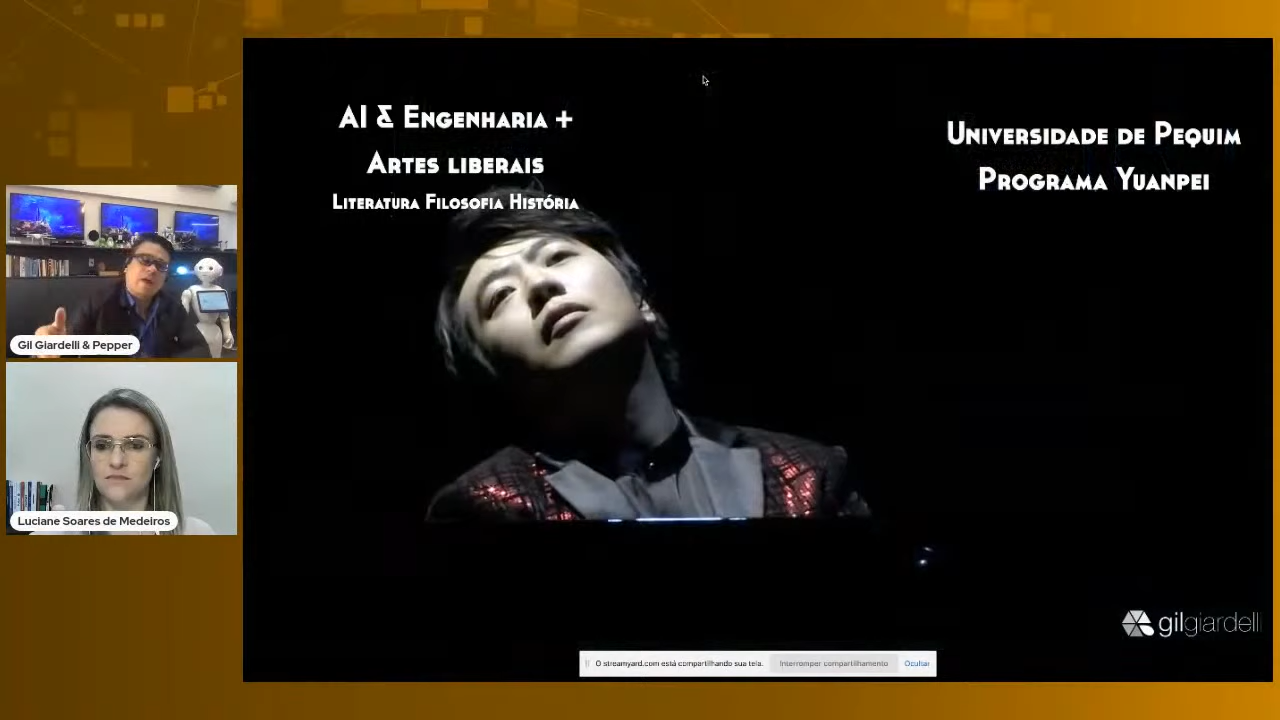 AI & Engenharia +
Artes liberais
Literatura Filosofia História
Universidade de Pequim
Programa Yuanpei
Gil Giardelli & Pepper
Luciane Soares de Medeiros
gilgiardelli
O streamyard.com está compartilhando sua tela.
Interromper compartilhamento
Ocultar